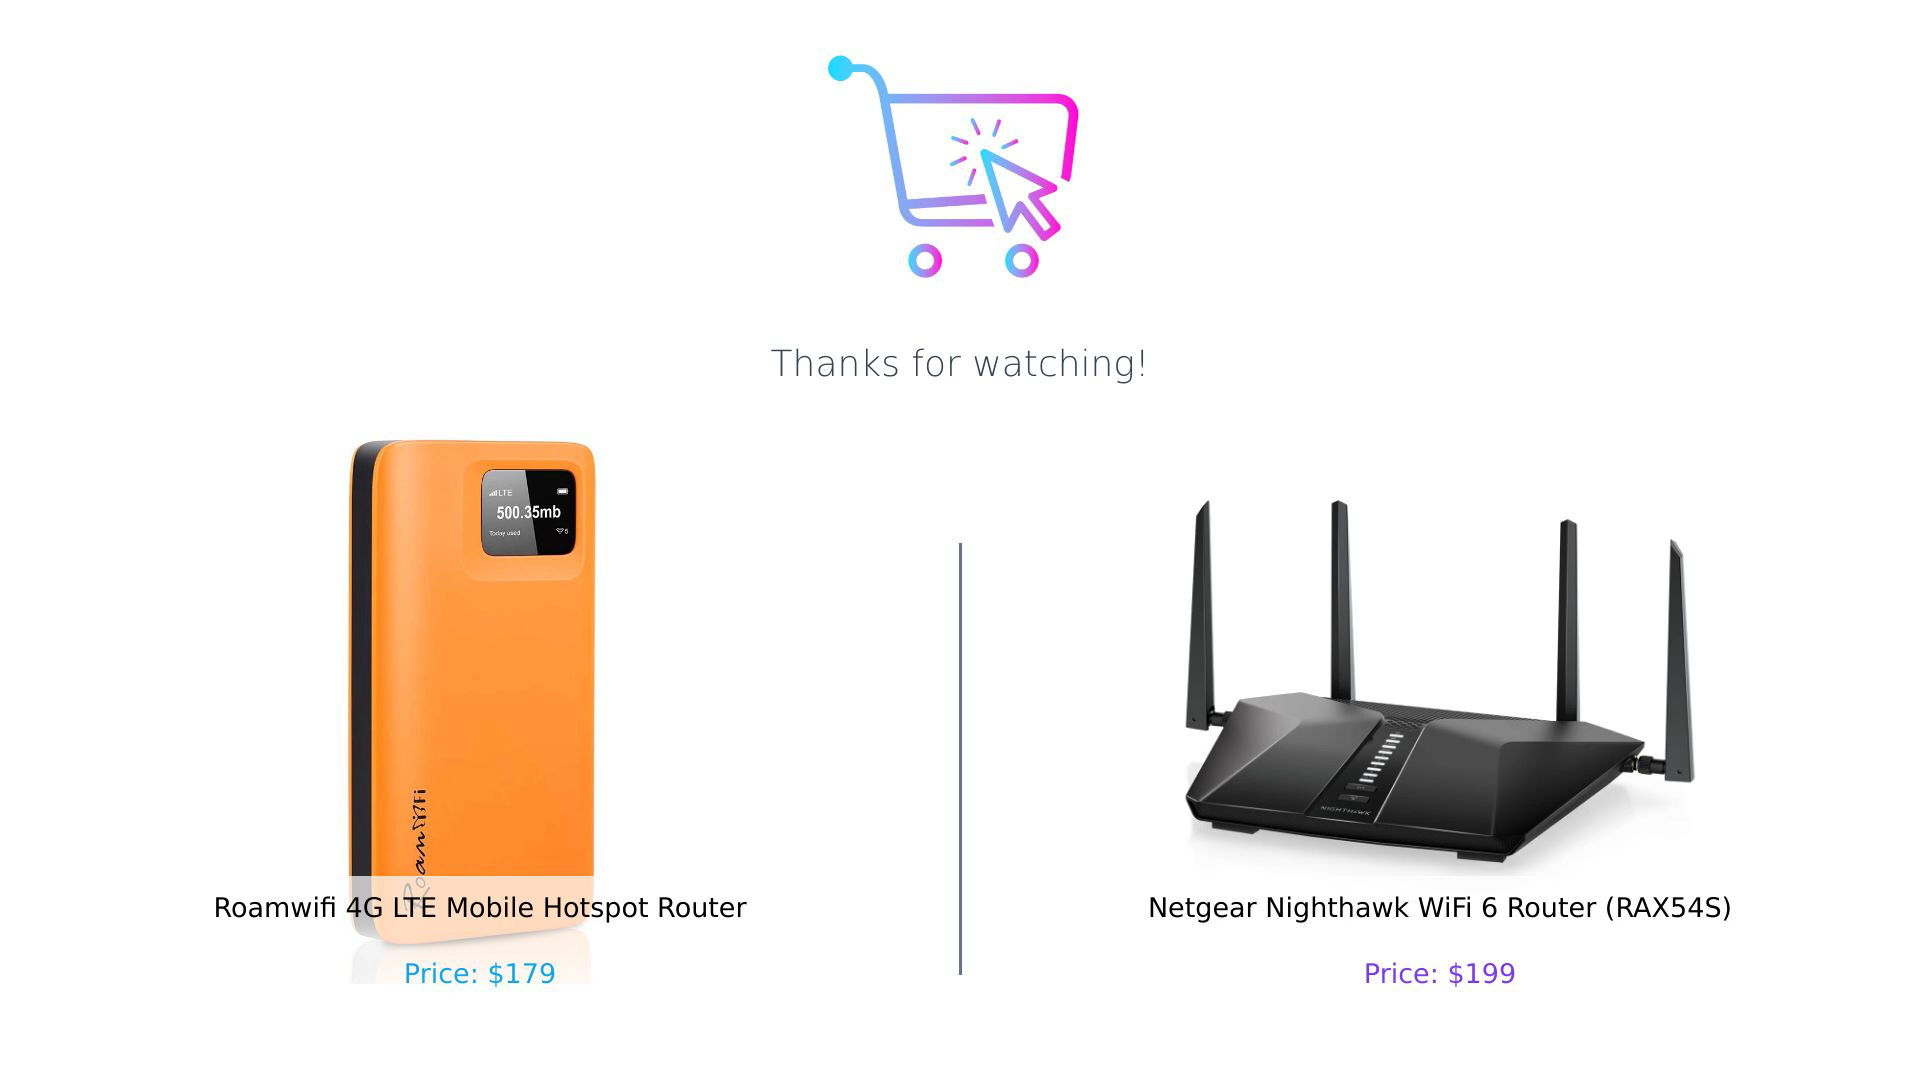 Thanks for watching!
LTE
500.35mb
Today used
5
RoamWiFi
NIGHTHAWK
Roamwifi 4G LTE Mobile Hotspot Router
Netgear Nighthawk WiFi 6 Router (RAX54S)
Price: $179
Price: $199